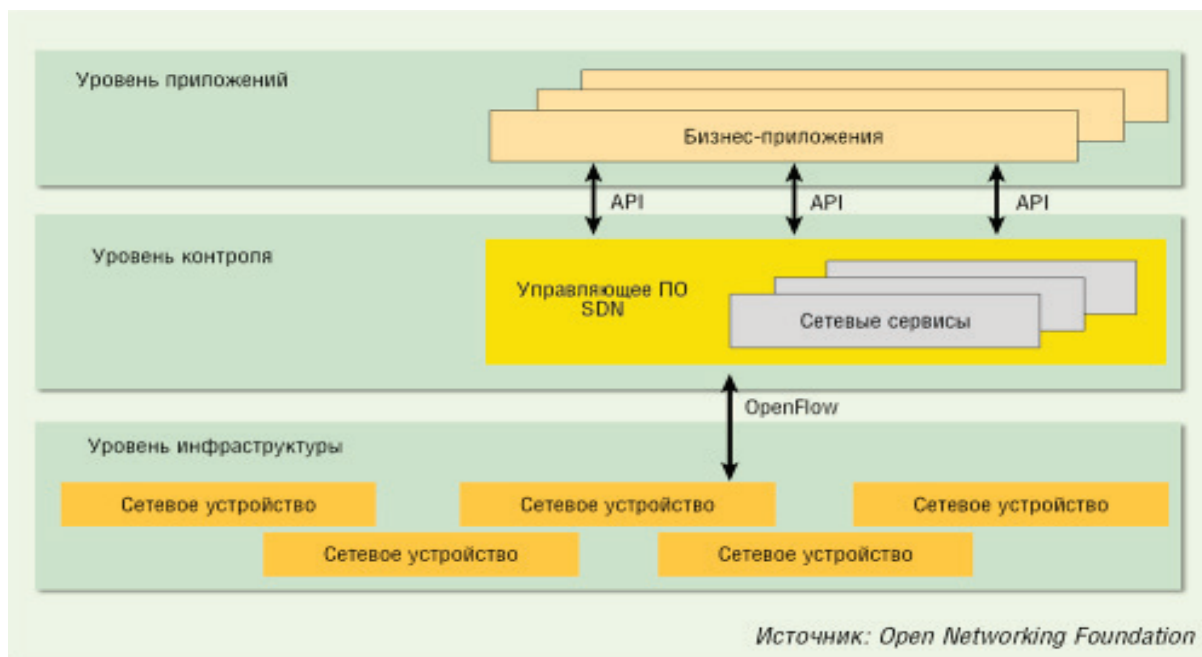 Уровень приложений
Бизнес-приложения
API
API
API
Уровень контроля
Управляющее ПО
SDN
Сетевые сервисы
OpenFlow
Уровень инфраструктуры
Сетевое устройство
Сетевое устройство
Сетевое устройство
Сетевое устройство
Сетевое устройство
Источник: Open Networking Foundation